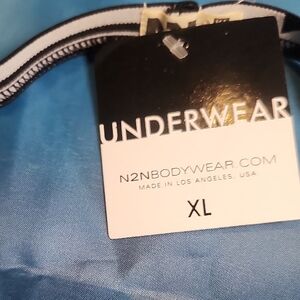 UNDERWEAR
N2NBODYWEAR.COM
MADE IN LOS ANGELES, USA
XL